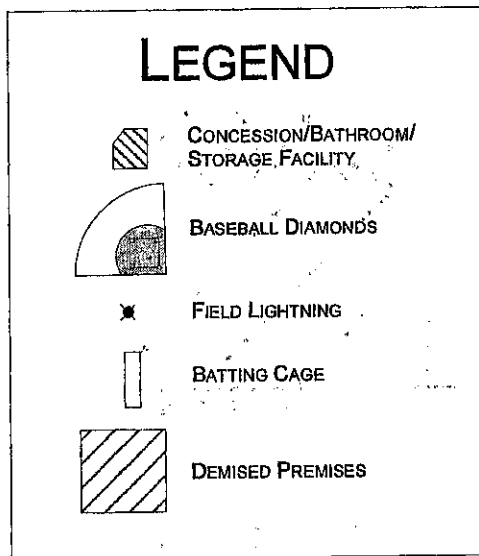 LEGEND
CONCESSION/BATHROOM/
STORAGE FACILITY
BASEBALL DIAMONDS
FIELD LIGHTNING
BATTING CAGE
DEMISED PREMISES